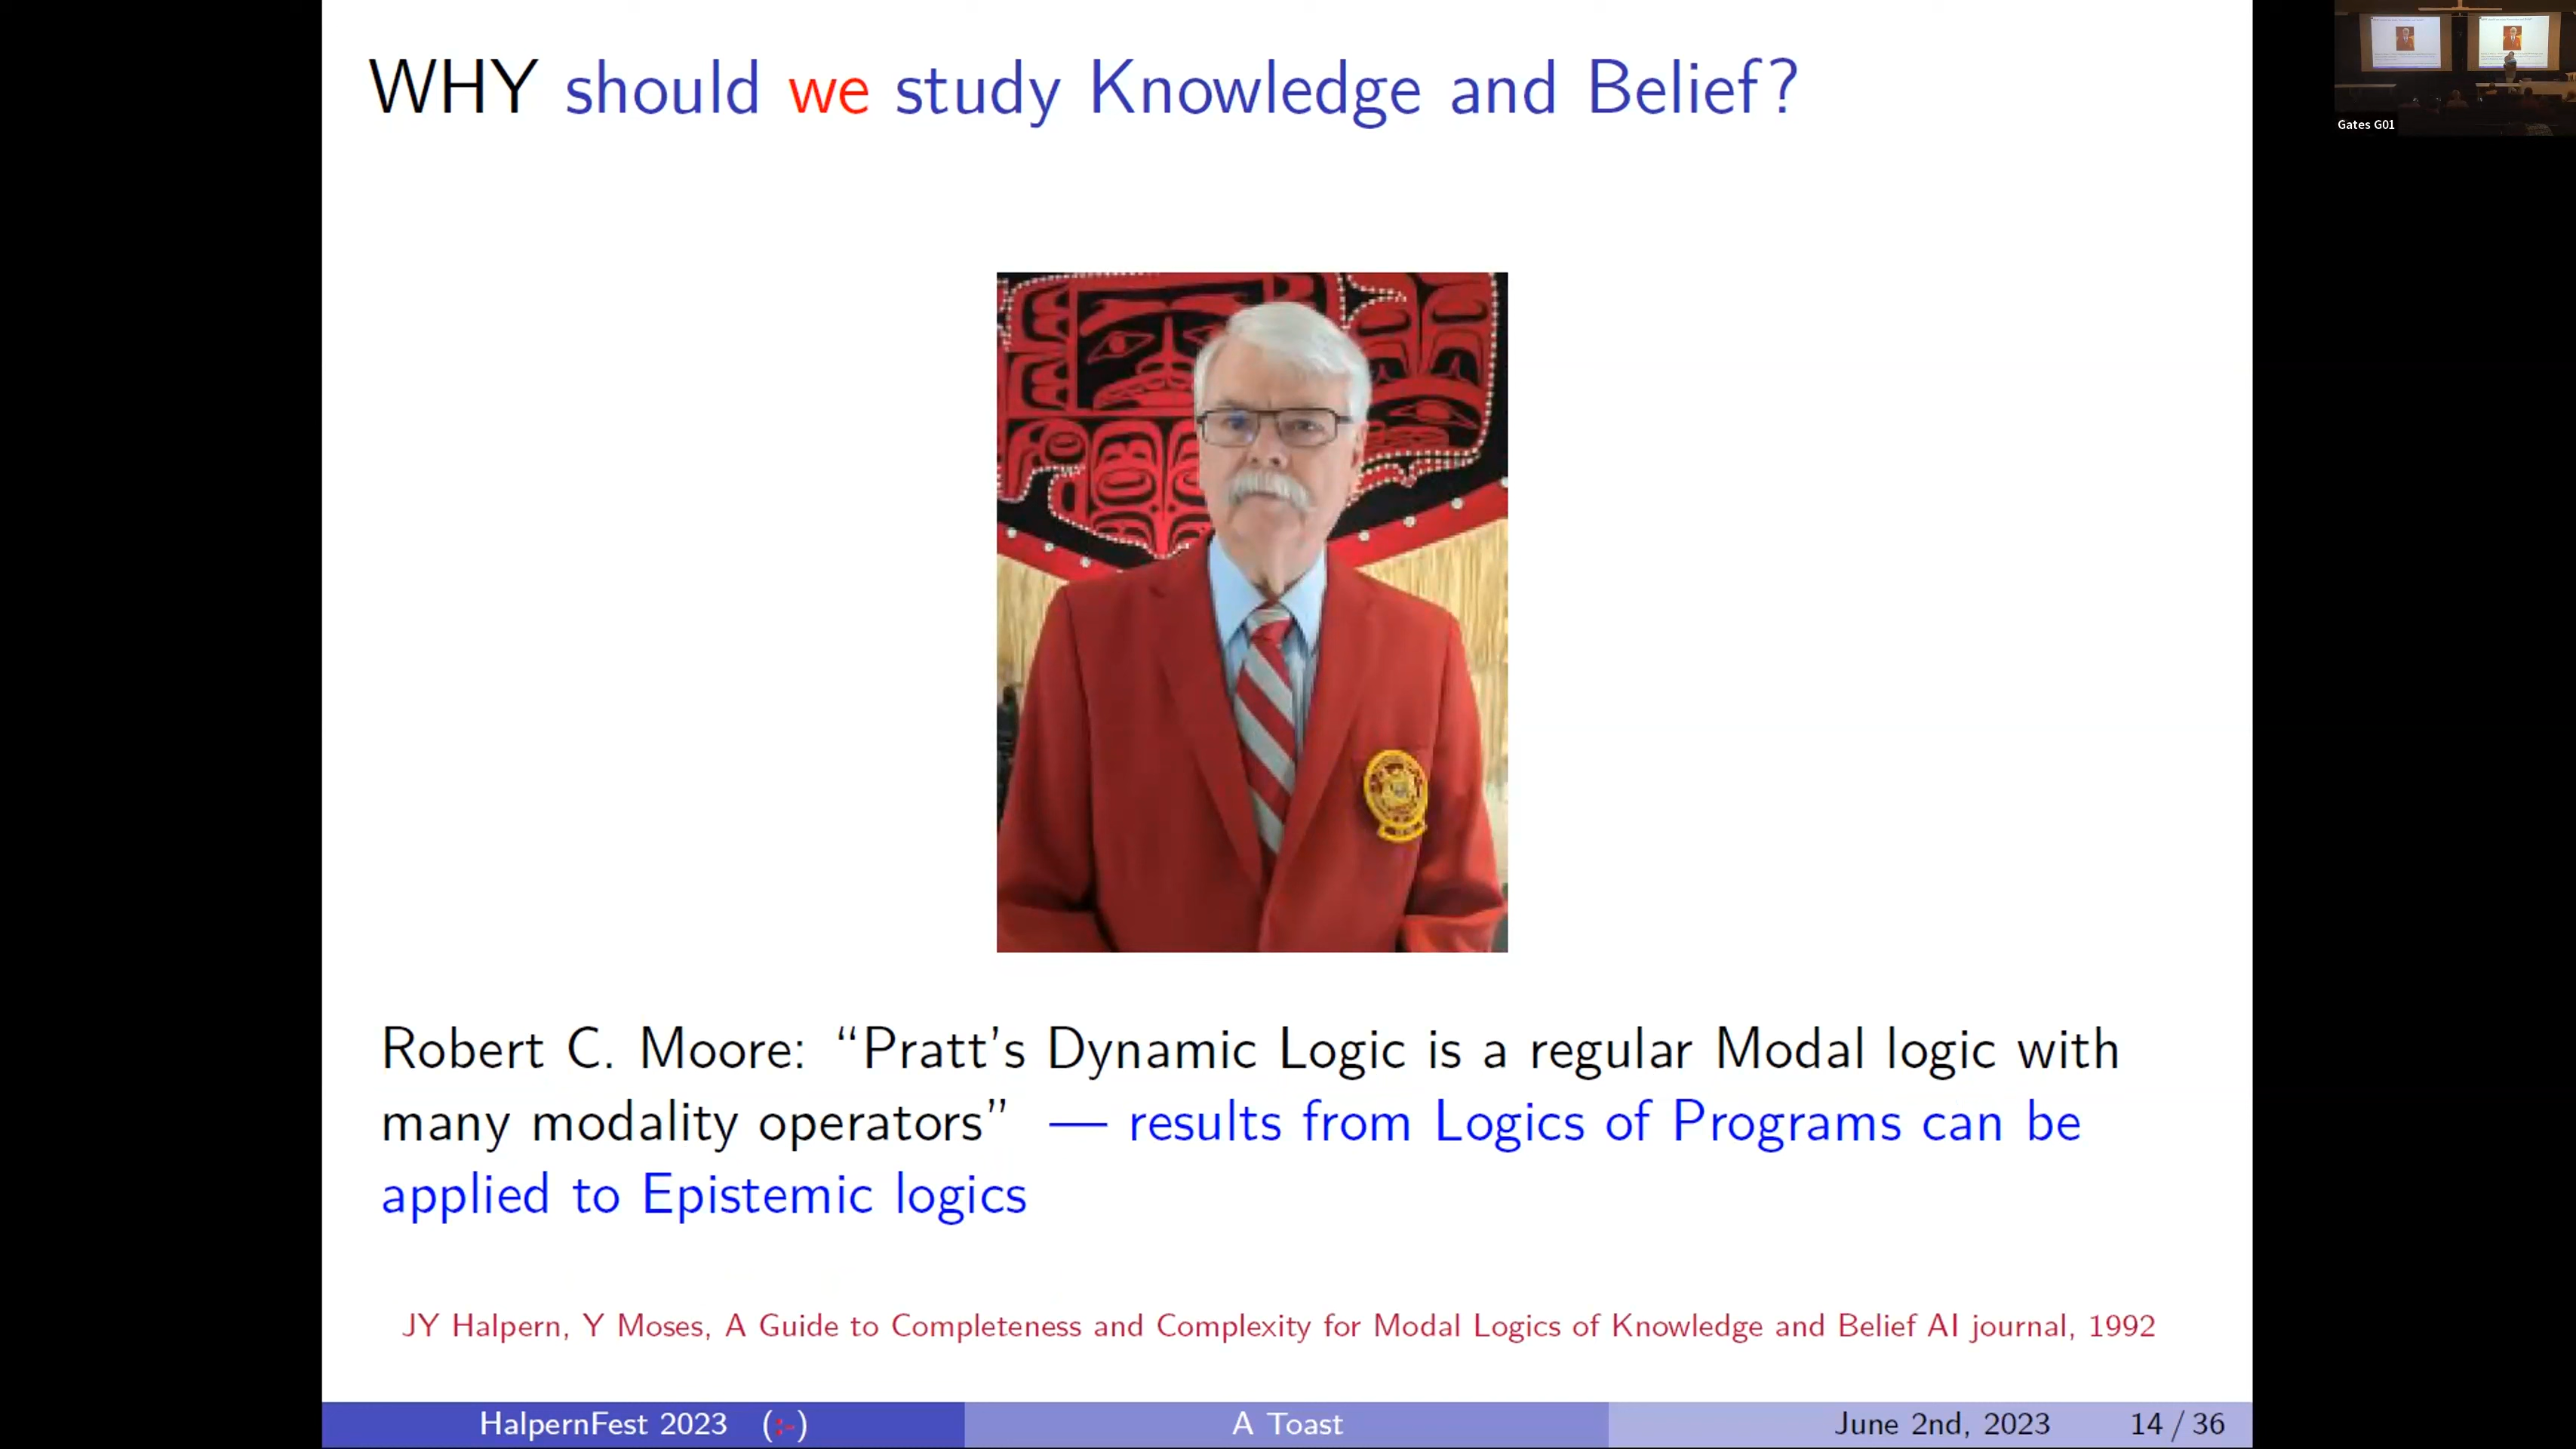 WHY should we study Knowledge and Belief?
Gates G01
Robert C. Moore: “Pratt’s Dynamic Logic is a regular Modal logic with
many modality operators” — results from Logics of Programs can be
applied to Epistemic logics
JY Halpern, Y Moses, A Guide to Completeness and Complexity for Modal Logics of Knowledge and Belief AI journal, 1992
HalpernFest 2023 (:-) A Toast June 2nd, 2023 14 / 36